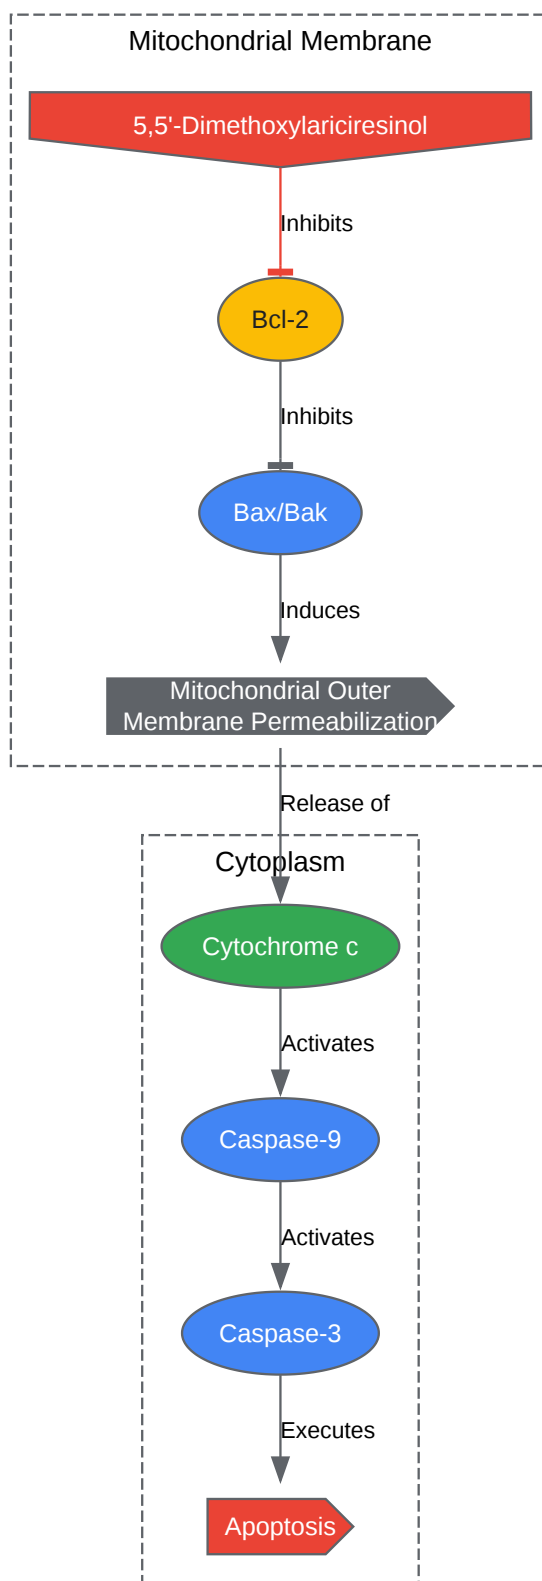 Mitochondrial Membrane
5,5'-Dimethoxylariciresinol
Inhibits
Bcl-2
Inhibits
Bax/Bak
Induces
Mitochondrial Outer
Membrane Permeabilization
Release of
Cytoplasm
Cytochrome c
Activates
Caspase-9
Activates
Caspase-3
Executes
Apoptosis